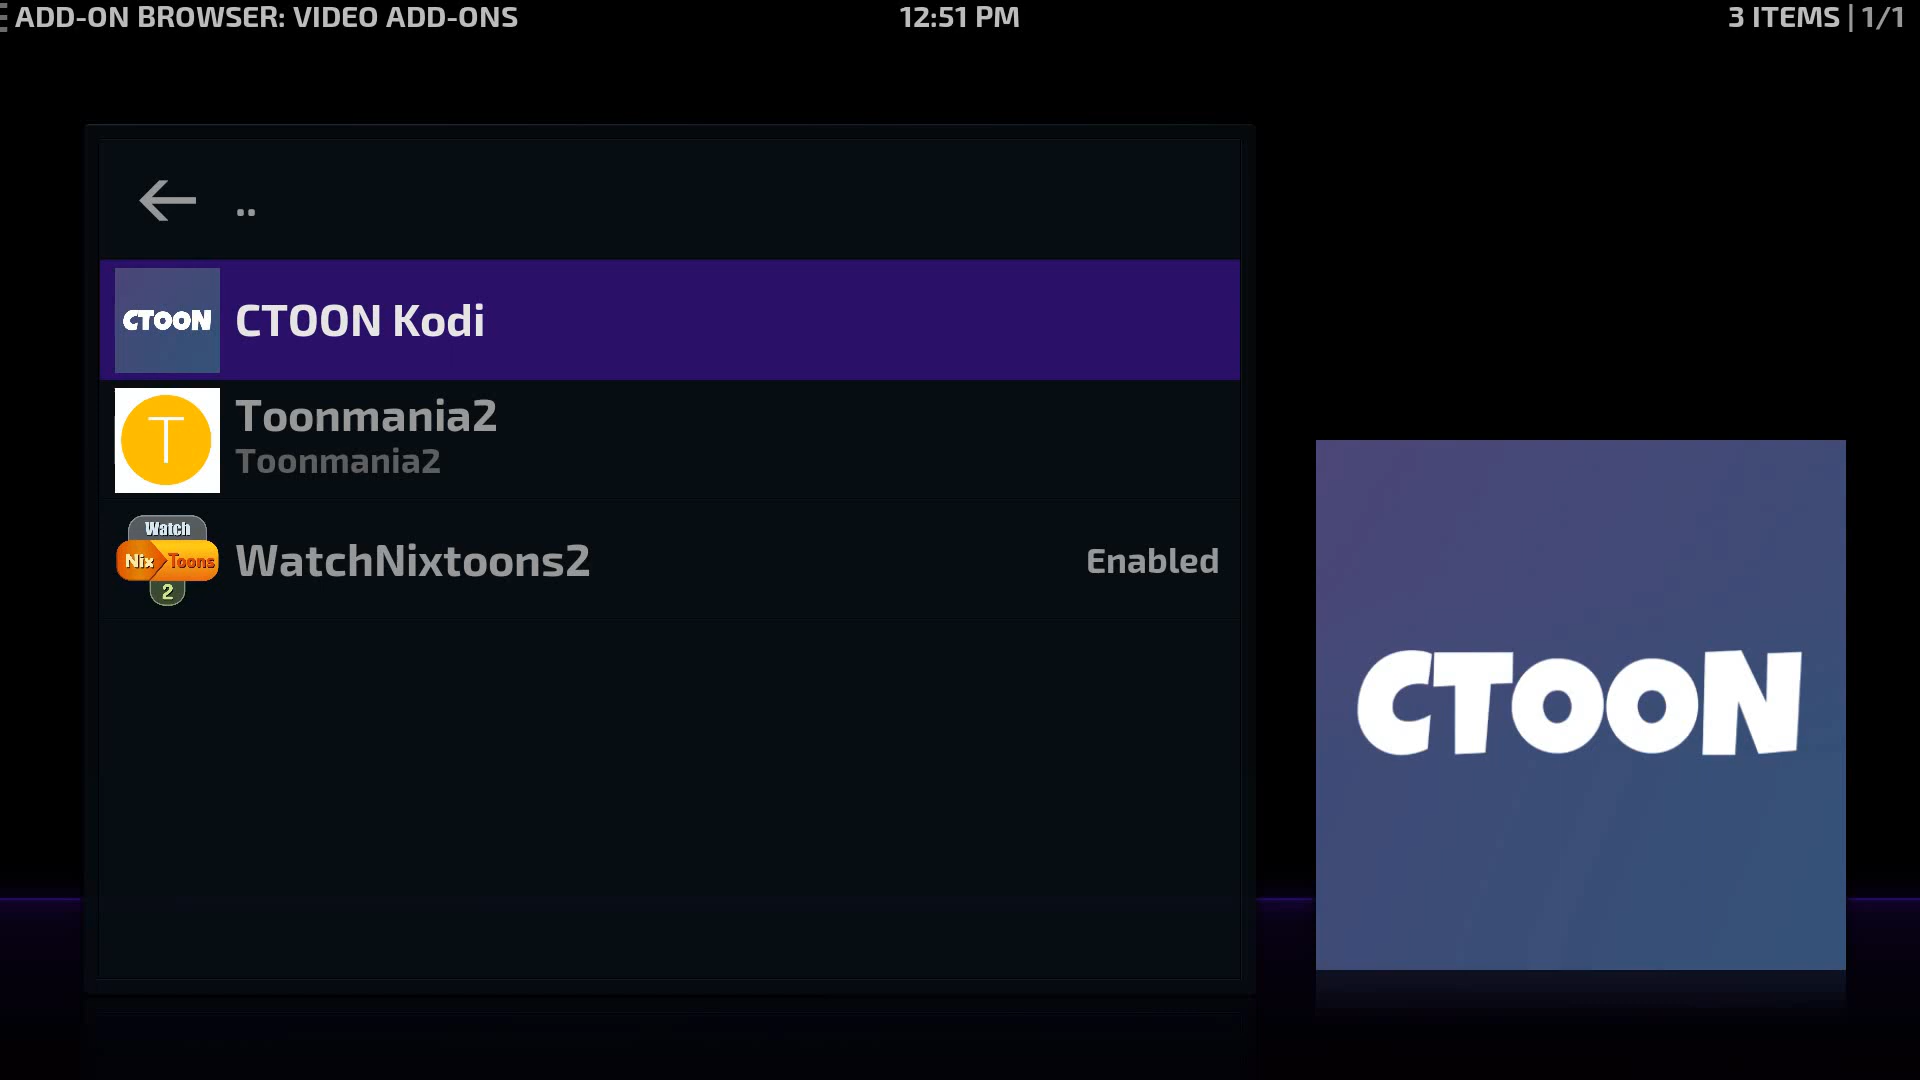 ADD-ON BROWSER: VIDEO ADD-ONS
12:51 PM
3 ITEMS | 1/1
..
CTOON
CTOON Kodi
T
Toonmania2
Toonmania2
Watch
Nix Toons
2
WatchNixtoons2
Enabled
CTOON